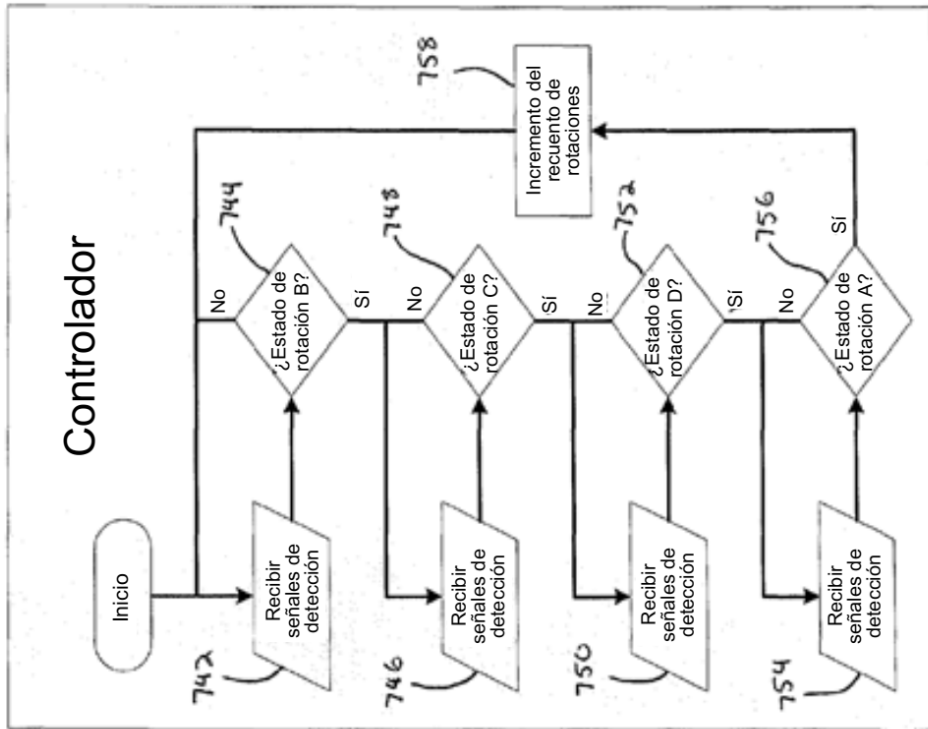 Controlador
Inicio
742
Recibir
señales de
detección
744
¿Estado de
rotación B?
No
Sí
746
Recibir
señales de
detección
748
¿Estado de
rotación C?
No
Sí
750
Recibir
señales de
detección
752
¿Estado de
rotación D?
No
Sí
754
Recibir
señales de
detección
756
¿Estado de
rotación A?
No
Sí
758
Incremento del
recuento de
rotaciones